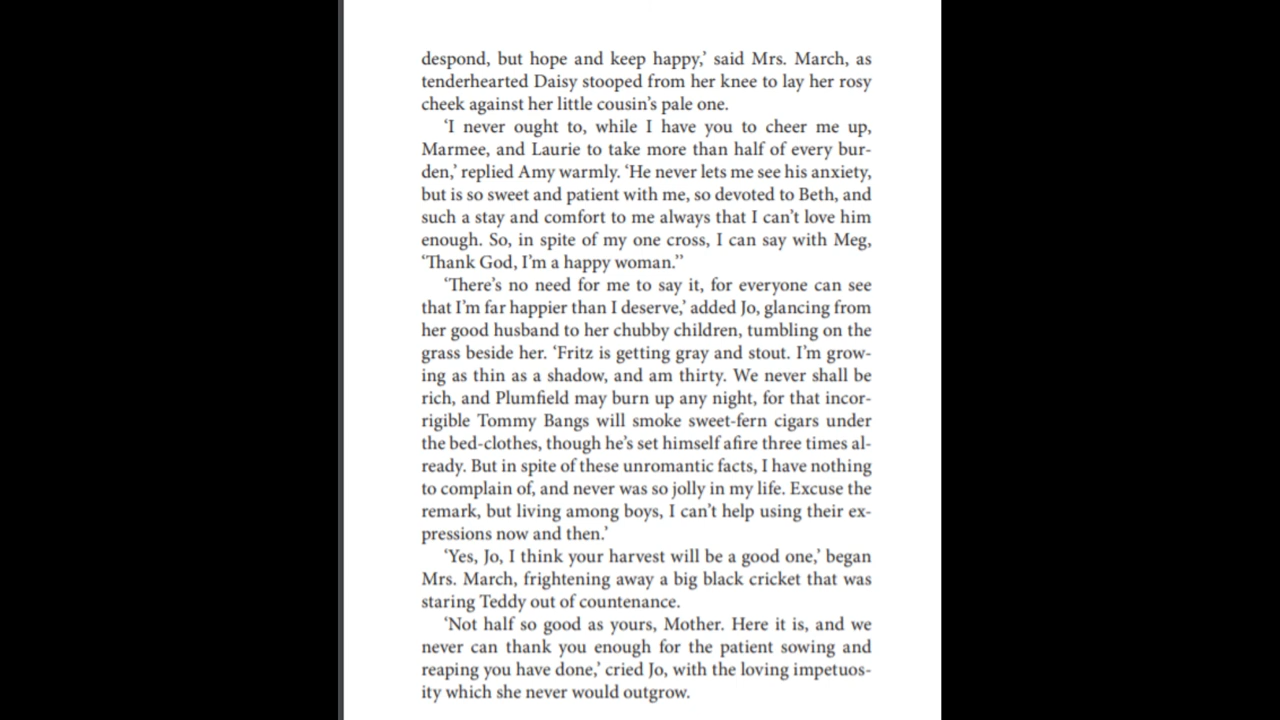 despond, but hope and keep happy,’ said Mrs. March, as
tenderhearted Daisy stooped from her knee to lay her rosy
cheek against her little cousin’s pale one.
‘I never ought to, while I have you to cheer me up,
Marmee, and Laurie to take more than half of every bur-
den,’ replied Amy warmly. ‘He never lets me see his anxiety,
but is so sweet and patient with me, so devoted to Beth, and
such a stay and comfort to me always that I can’t love him
enough. So, in spite of my one cross, I can say with Meg,
‘Thank God, I’m a happy woman.’’
‘There’s no need for me to say it, for everyone can see
that I’m far happier than I deserve,’ added Jo, glancing from
her good husband to her chubby children, tumbling on the
grass beside her. ‘Fritz is getting gray and stout. I’m grow-
ing as thin as a shadow, and am thirty. We never shall be
rich, and Plumfield may burn up any night, for that incor-
rigible Tommy Bangs will smoke sweet-fern cigars under
the bed-clothes, though he’s set himself afire three times al-
ready. But in spite of these unromantic facts, I have nothing
to complain of, and never was so jolly in my life. Excuse the
remark, but living among boys, I can’t help using their ex-
pressions now and then.’
‘Yes, Jo, I think your harvest will be a good one,’ began
Mrs. March, frightening away a big black cricket that was
staring Teddy out of countenance.
‘Not half so good as yours, Mother. Here it is, and we
never can thank you enough for the patient sowing and
reaping you have done,’ cried Jo, with the loving impetuos-
ity which she never would outgrow.